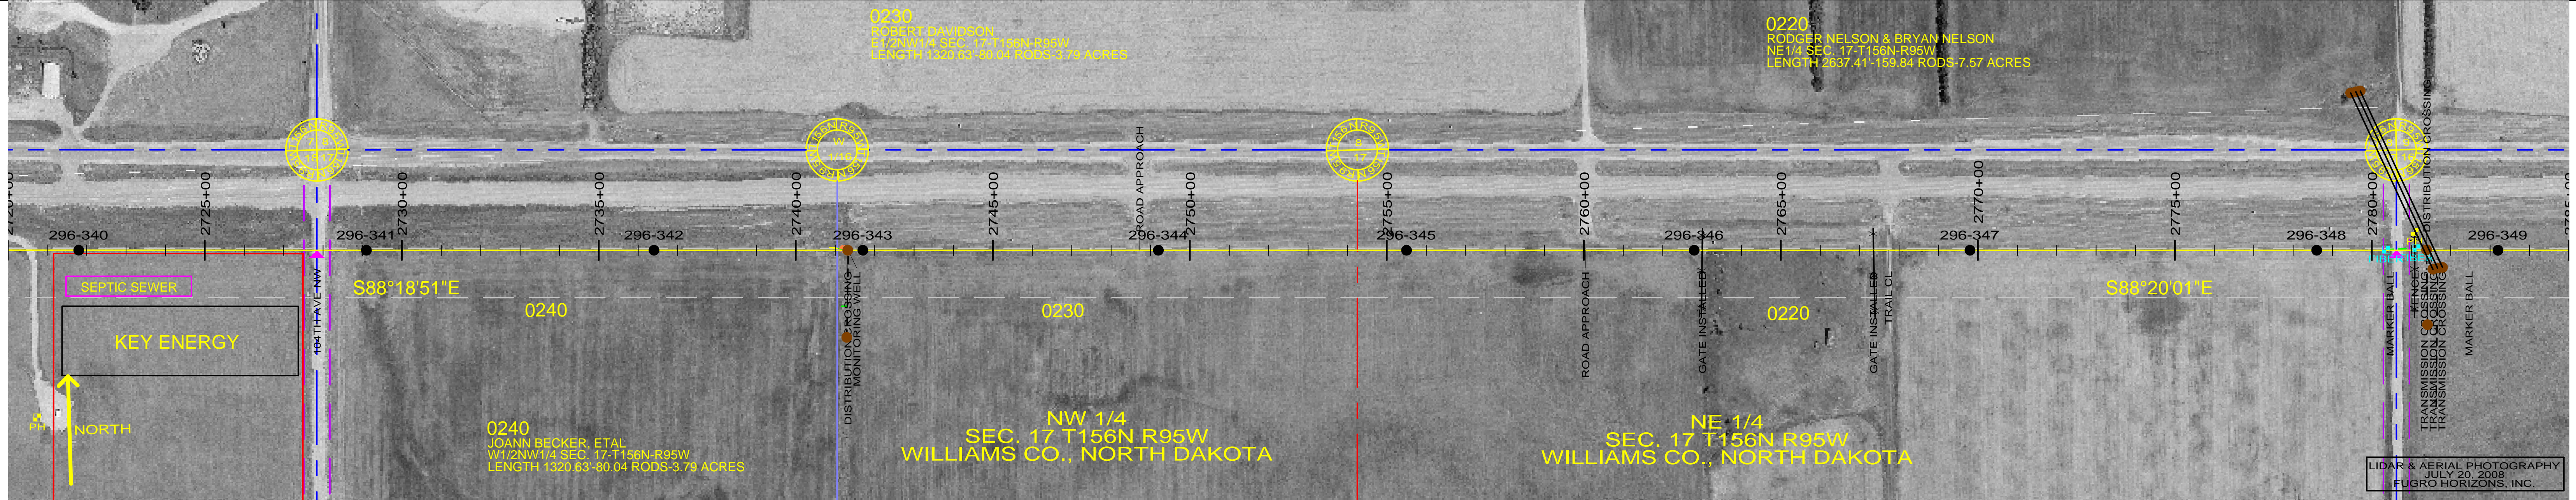 0230
ROBERT DAVIDSON
E1/2NW1/4 SEC. 17-T156N-R95W
LENGTH 1320.63'-80.04 RODS-3.79 ACRES
0220
RODGER NELSON & BRYAN NELSON
NE1/4 SEC. 17-T156N-R95W
LENGTH 2637.41'-159.84 RODS-7.57 ACRES
7 8
18 17
W
1/16
8
17
ROAD APPROACH
DISTRIBUTION CROSSING
2725+00
2730+00
2735+00
2740+00
2745+00
2750+00
2755+00
2760+00
2765+00
2770+00
2775+00
2780+00
296-340
296-341
296-342
296-343
296-344
296-345
296-346
296-347
296-348
296-349
SEPTIC SEWER
KEY ENERGY
PH
NORTH
104TH AVE NW
S88°18'51"E
0240
DISTRIBUTION CROSSING
MONITORING WELL
0230
ROAD APPROACH
GATE INSTALLED
0220
GATE INSTALLED
TRAIL CL
S88°20'01"E
MARKER BALL
FENCE
TRANSMISSION CROSSING
TRANSMISSION CROSSING
TRANSMISSION CROSSING
MARKER BALL
0240
JOANN BECKER, ETAL
W1/2NW1/4 SEC. 17-T156N-R95W
LENGTH 1320.63'-80.04 RODS-3.79 ACRES
NW 1/4
SEC. 17 T156N R95W
WILLIAMS CO., NORTH DAKOTA
NE 1/4
SEC. 17 T156N R95W
WILLIAMS CO., NORTH DAKOTA
LIDAR & AERIAL PHOTOGRAPHY
JULY 20, 2008
FUGRO HORIZONS, INC.